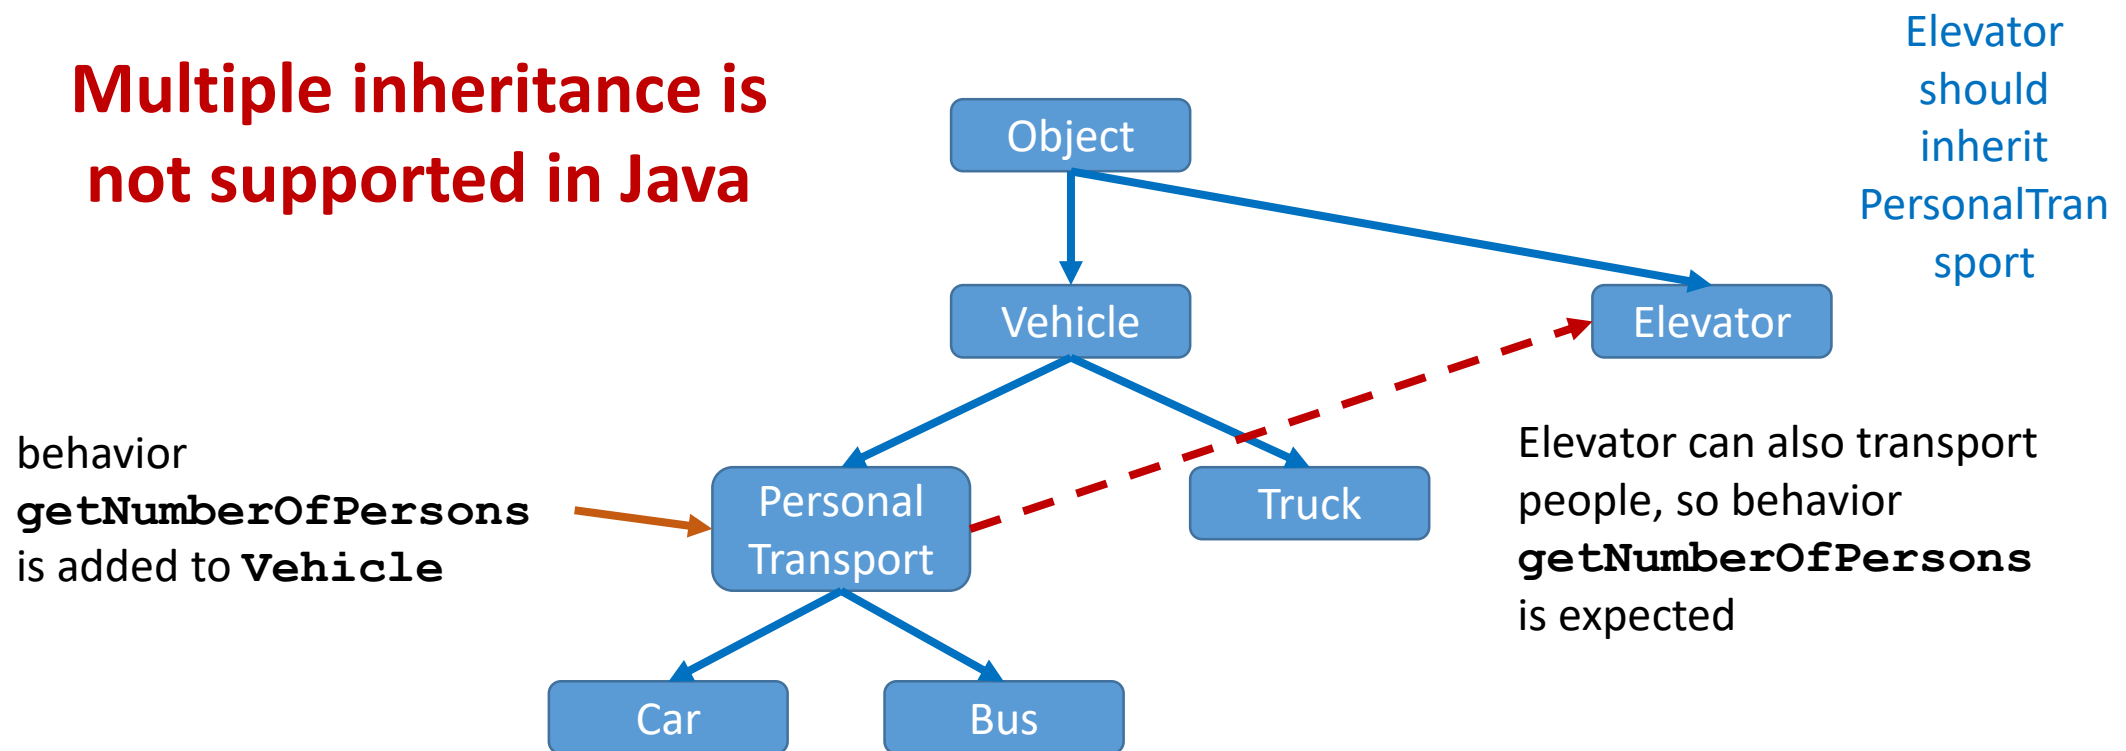 Multiple inheritance is
not supported in Java
Elevator
should
inherit
PersonalTran
sport
Object
Vehicle
Elevator
behavior
getNumberOfPersons
is added to Vehicle
Personal
Transport
Truck
Elevator can also transport
people, so behavior
getNumberOfPersons
is expected
Car
Bus